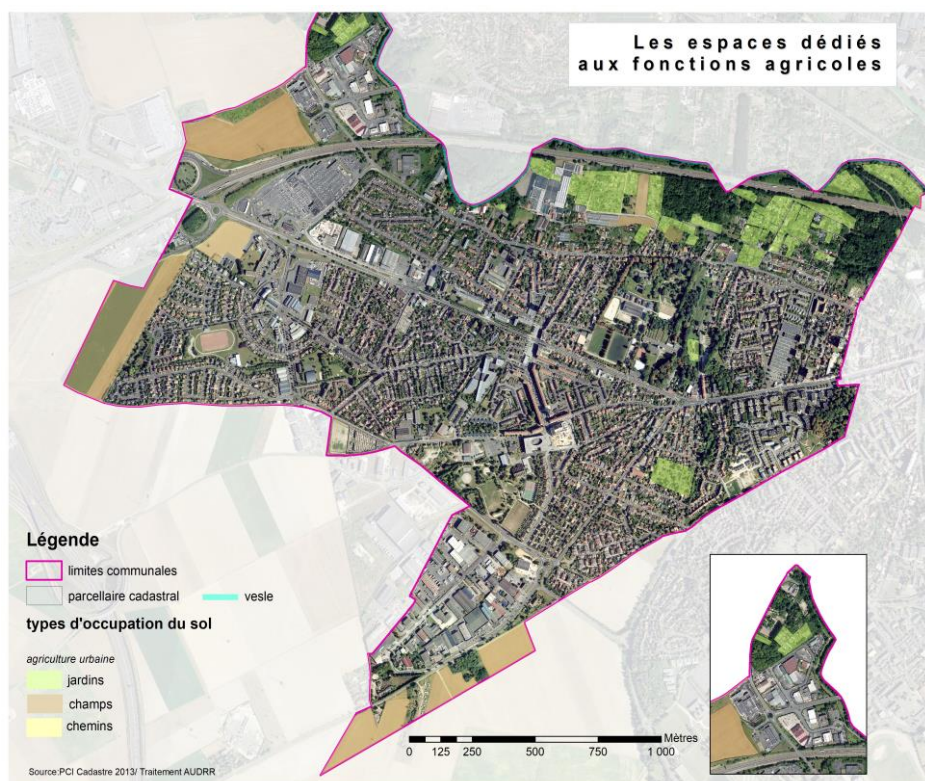 Les espaces dédiés
aux fonctions agricoles
Légende
limites communales
parcellaire cadastral
vesle
types d'occupation du sol
agriculture urbaine
jardins
champs
chemins
Mètres
0 125 250 500 750 1 000
Source:PCI Cadastre 2013/ Traitement AUDRR